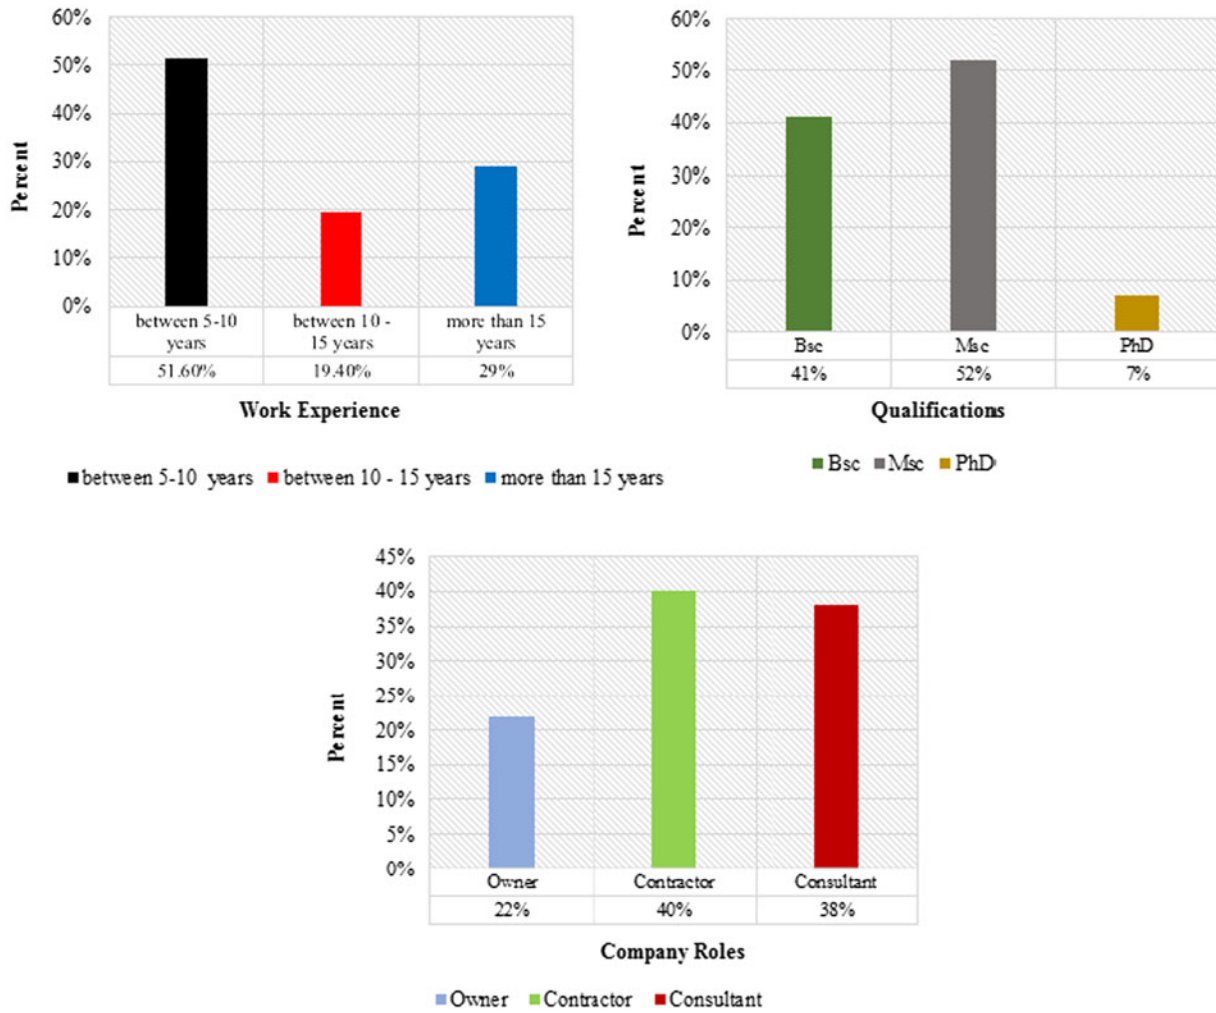 60%
50%
40%
30%
20%
10%
0%
Percent
between 5-10 years
between 10 - 15 years
more than 15 years
51.60%
19.40%
29%
Work Experience
between 5-10 years
between 10 - 15 years
more than 15 years
60%
50%
40%
30%
20%
10%
0%
Percent
Bsc
Msc
PhD
41%
52%
7%
Qualifications
Bsc
Msc
PhD
45%
40%
35%
30%
25%
20%
15%
10%
5%
0%
Percent
Owner
Contractor
Consultant
22%
40%
38%
Company Roles
Owner
Contractor
Consultant